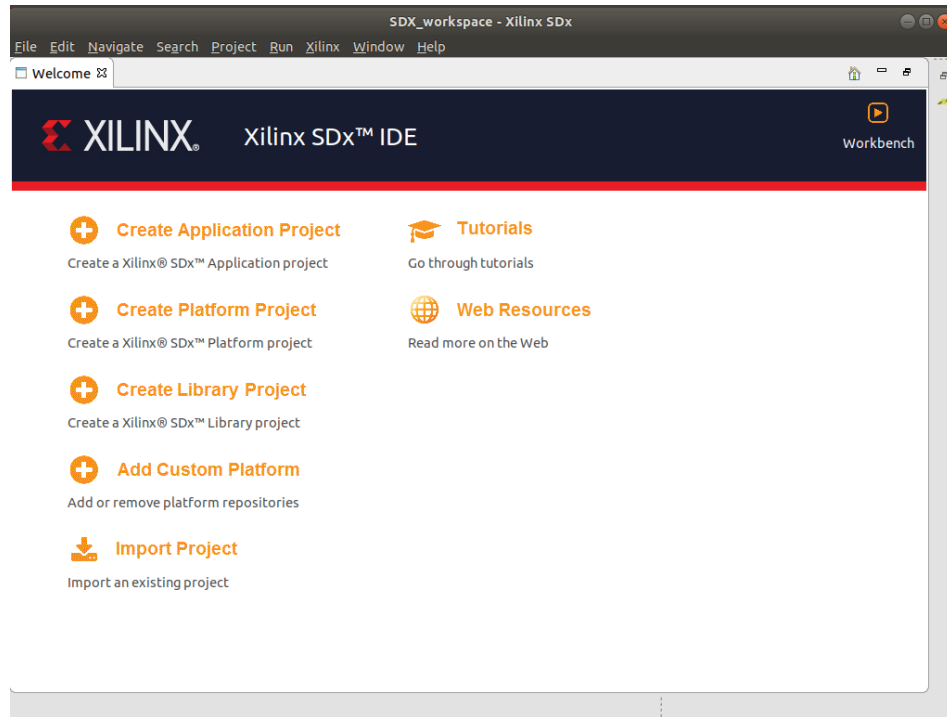 SDX_workspace - Xilinx SDx
File Edit Navigate Search Project Run Xilinx Window Help
Welcome
XILINX® Xilinx SDx™ IDE
Workbench
Create Application Project
Create a Xilinx® SDx™ Application project
Create Platform Project
Create a Xilinx® SDx™ Platform project
Create Library Project
Create a Xilinx® SDx™ Library project
Add Custom Platform
Add or remove platform repositories
Import Project
Import an existing project
Tutorials
Go through tutorials
Web Resources
Read more on the Web